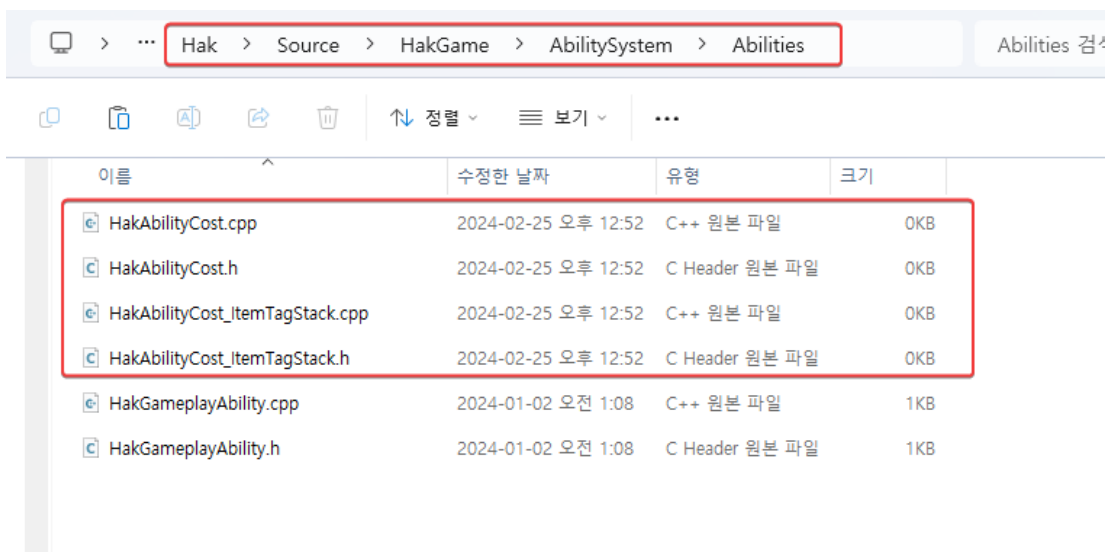 … Hak > Source > HakGame > AbilitySystem > Abilities Abilities
정렬 보기 …
이름 수정한 날짜 유형 크기
HakAbilityCost.cpp 2024-02-25 오후 12:52 C++ 원본 파일 0KB
HakAbilityCost.h 2024-02-25 오후 12:52 C Header 원본 파일 0KB
HakAbilityCost_ItemTagStack.cpp 2024-02-25 오후 12:52 C++ 원본 파일 0KB
HakAbilityCost_ItemTagStack.h 2024-02-25 오후 12:52 C Header 원본 파일 0KB
HakGameplayAbility.cpp 2024-01-02 오전 1:08 C++ 원본 파일 1KB
HakGameplayAbility.h 2024-01-02 오전 1:08 C Header 원본 파일 1KB